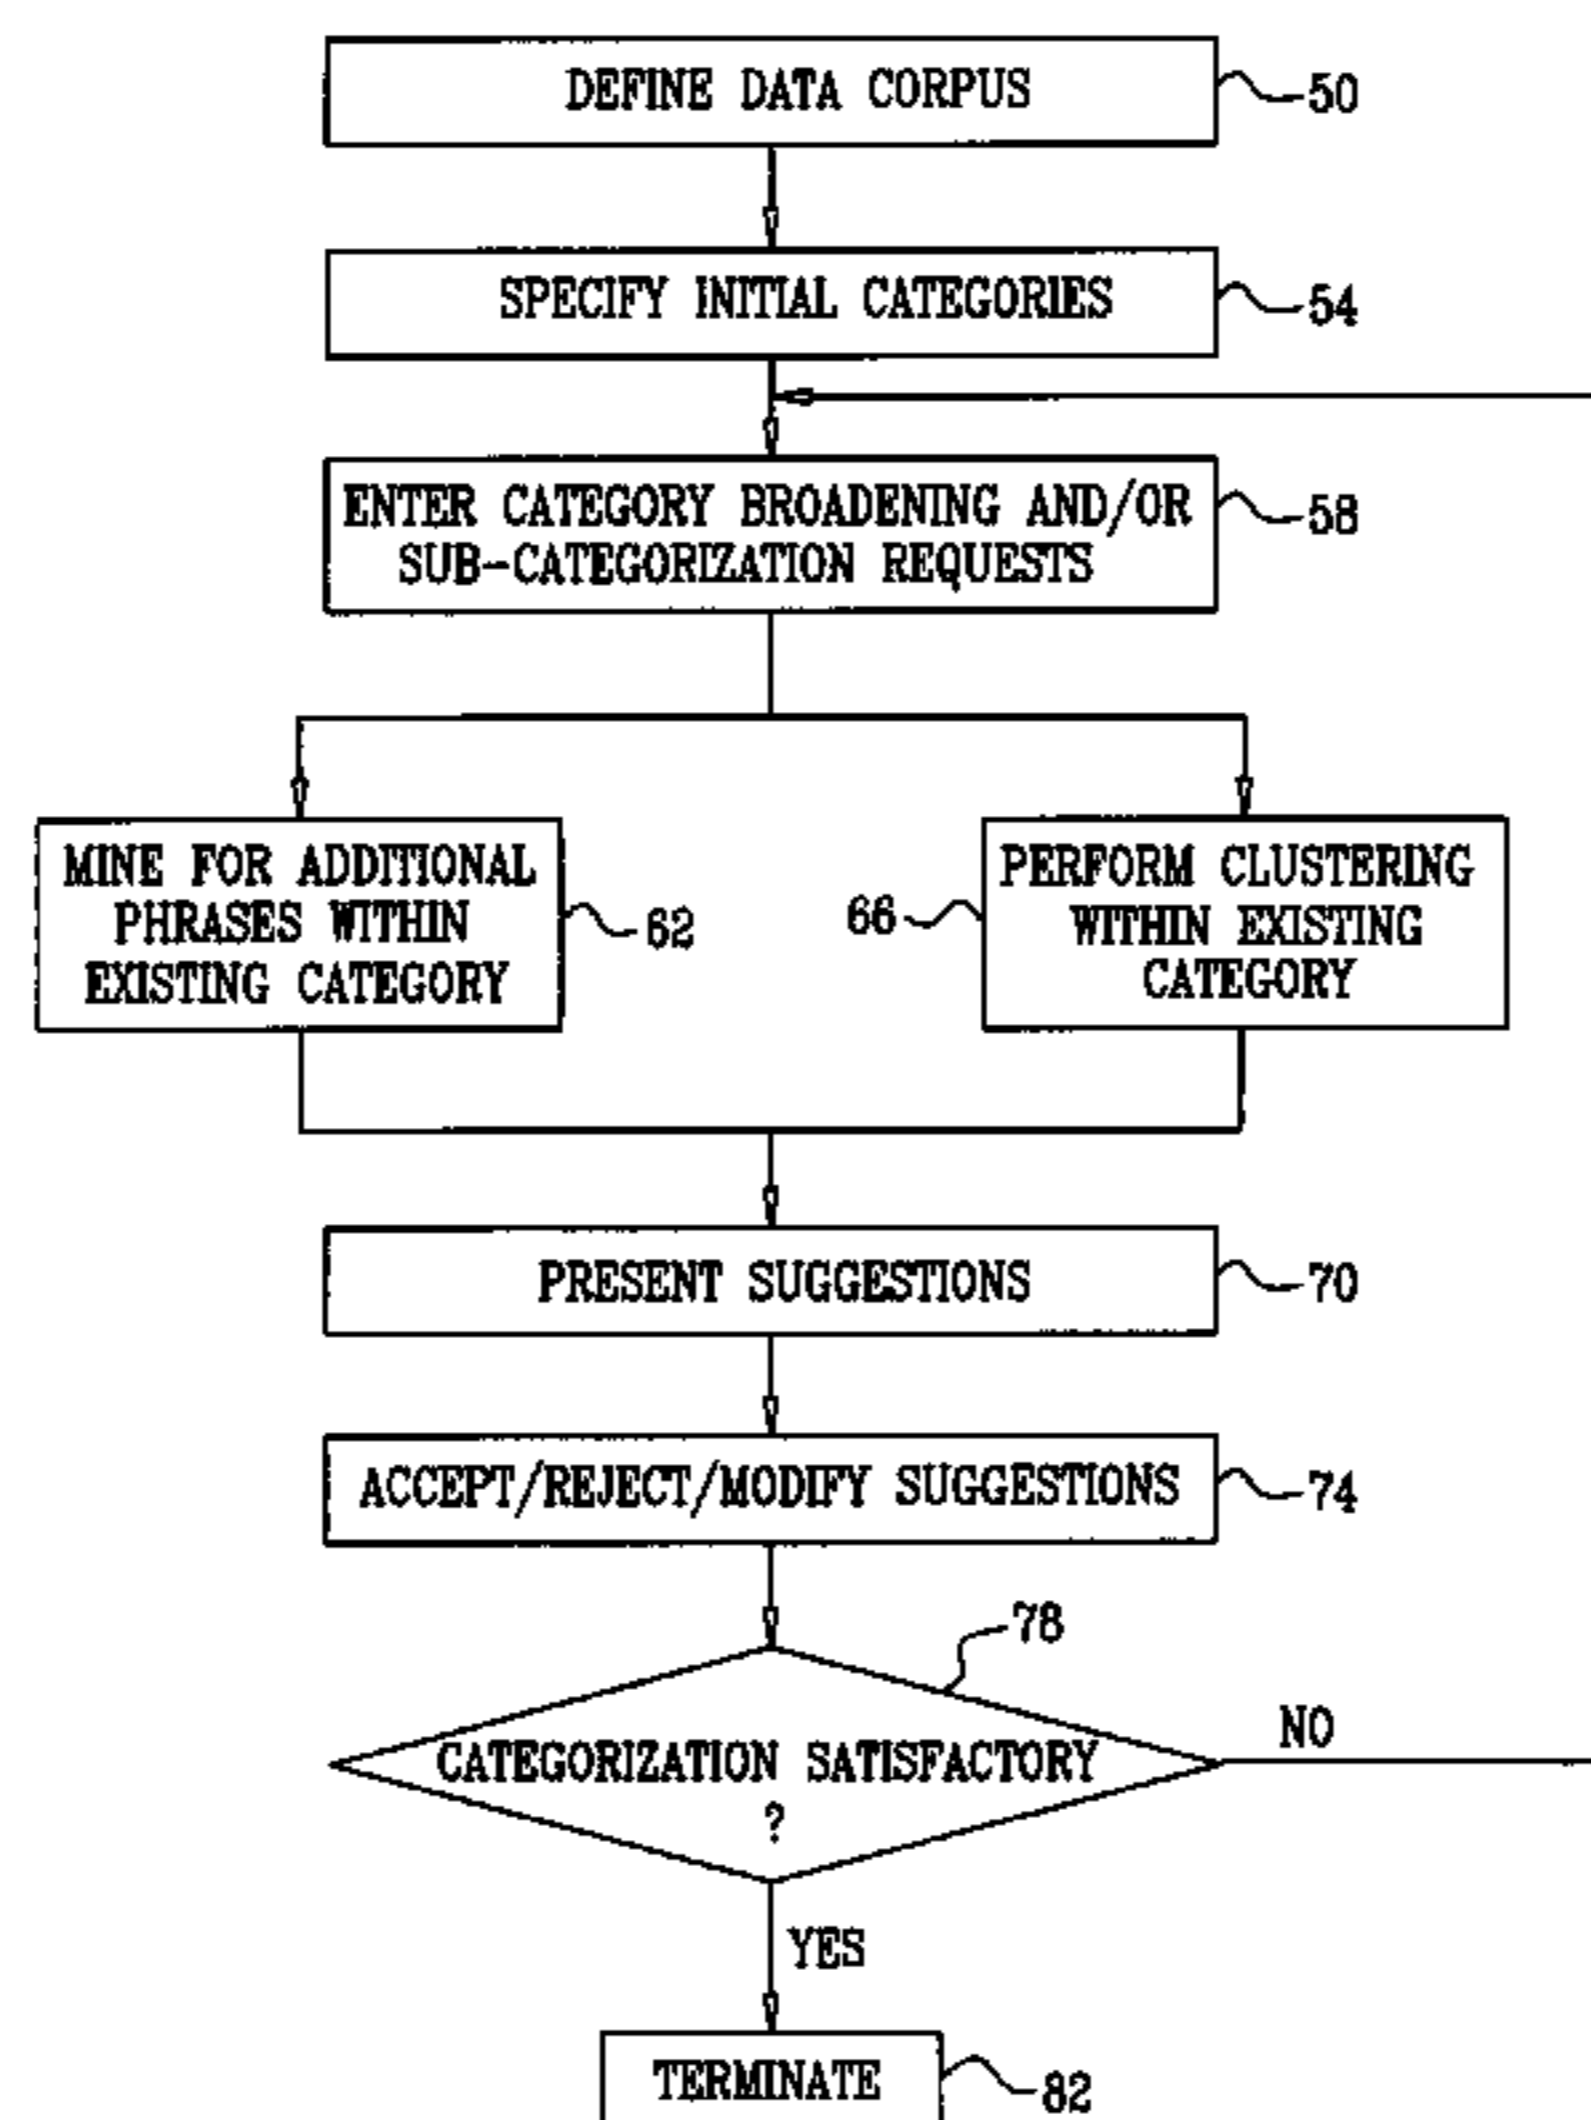 DEFINE DATA CORPUS
50
SPECIFY INITIAL CATEGORIES
54
ENTER CATEGORY BROADENING AND/OR
SUB-CATEGORIZATION REQUESTS
58
MINE FOR ADDITIONAL
PHRASES WITHIN
EXISTING CATEGORY
62
66
PERFORM CLUSTERING
WITHIN EXISTING
CATEGORY
PRESENT SUGGESTIONS
70
ACCEPT/REJECT/MODIFY SUGGESTIONS
74
78
CATEGORIZATION SATISFACTORY
?
NO
YES
TERMINATE
82